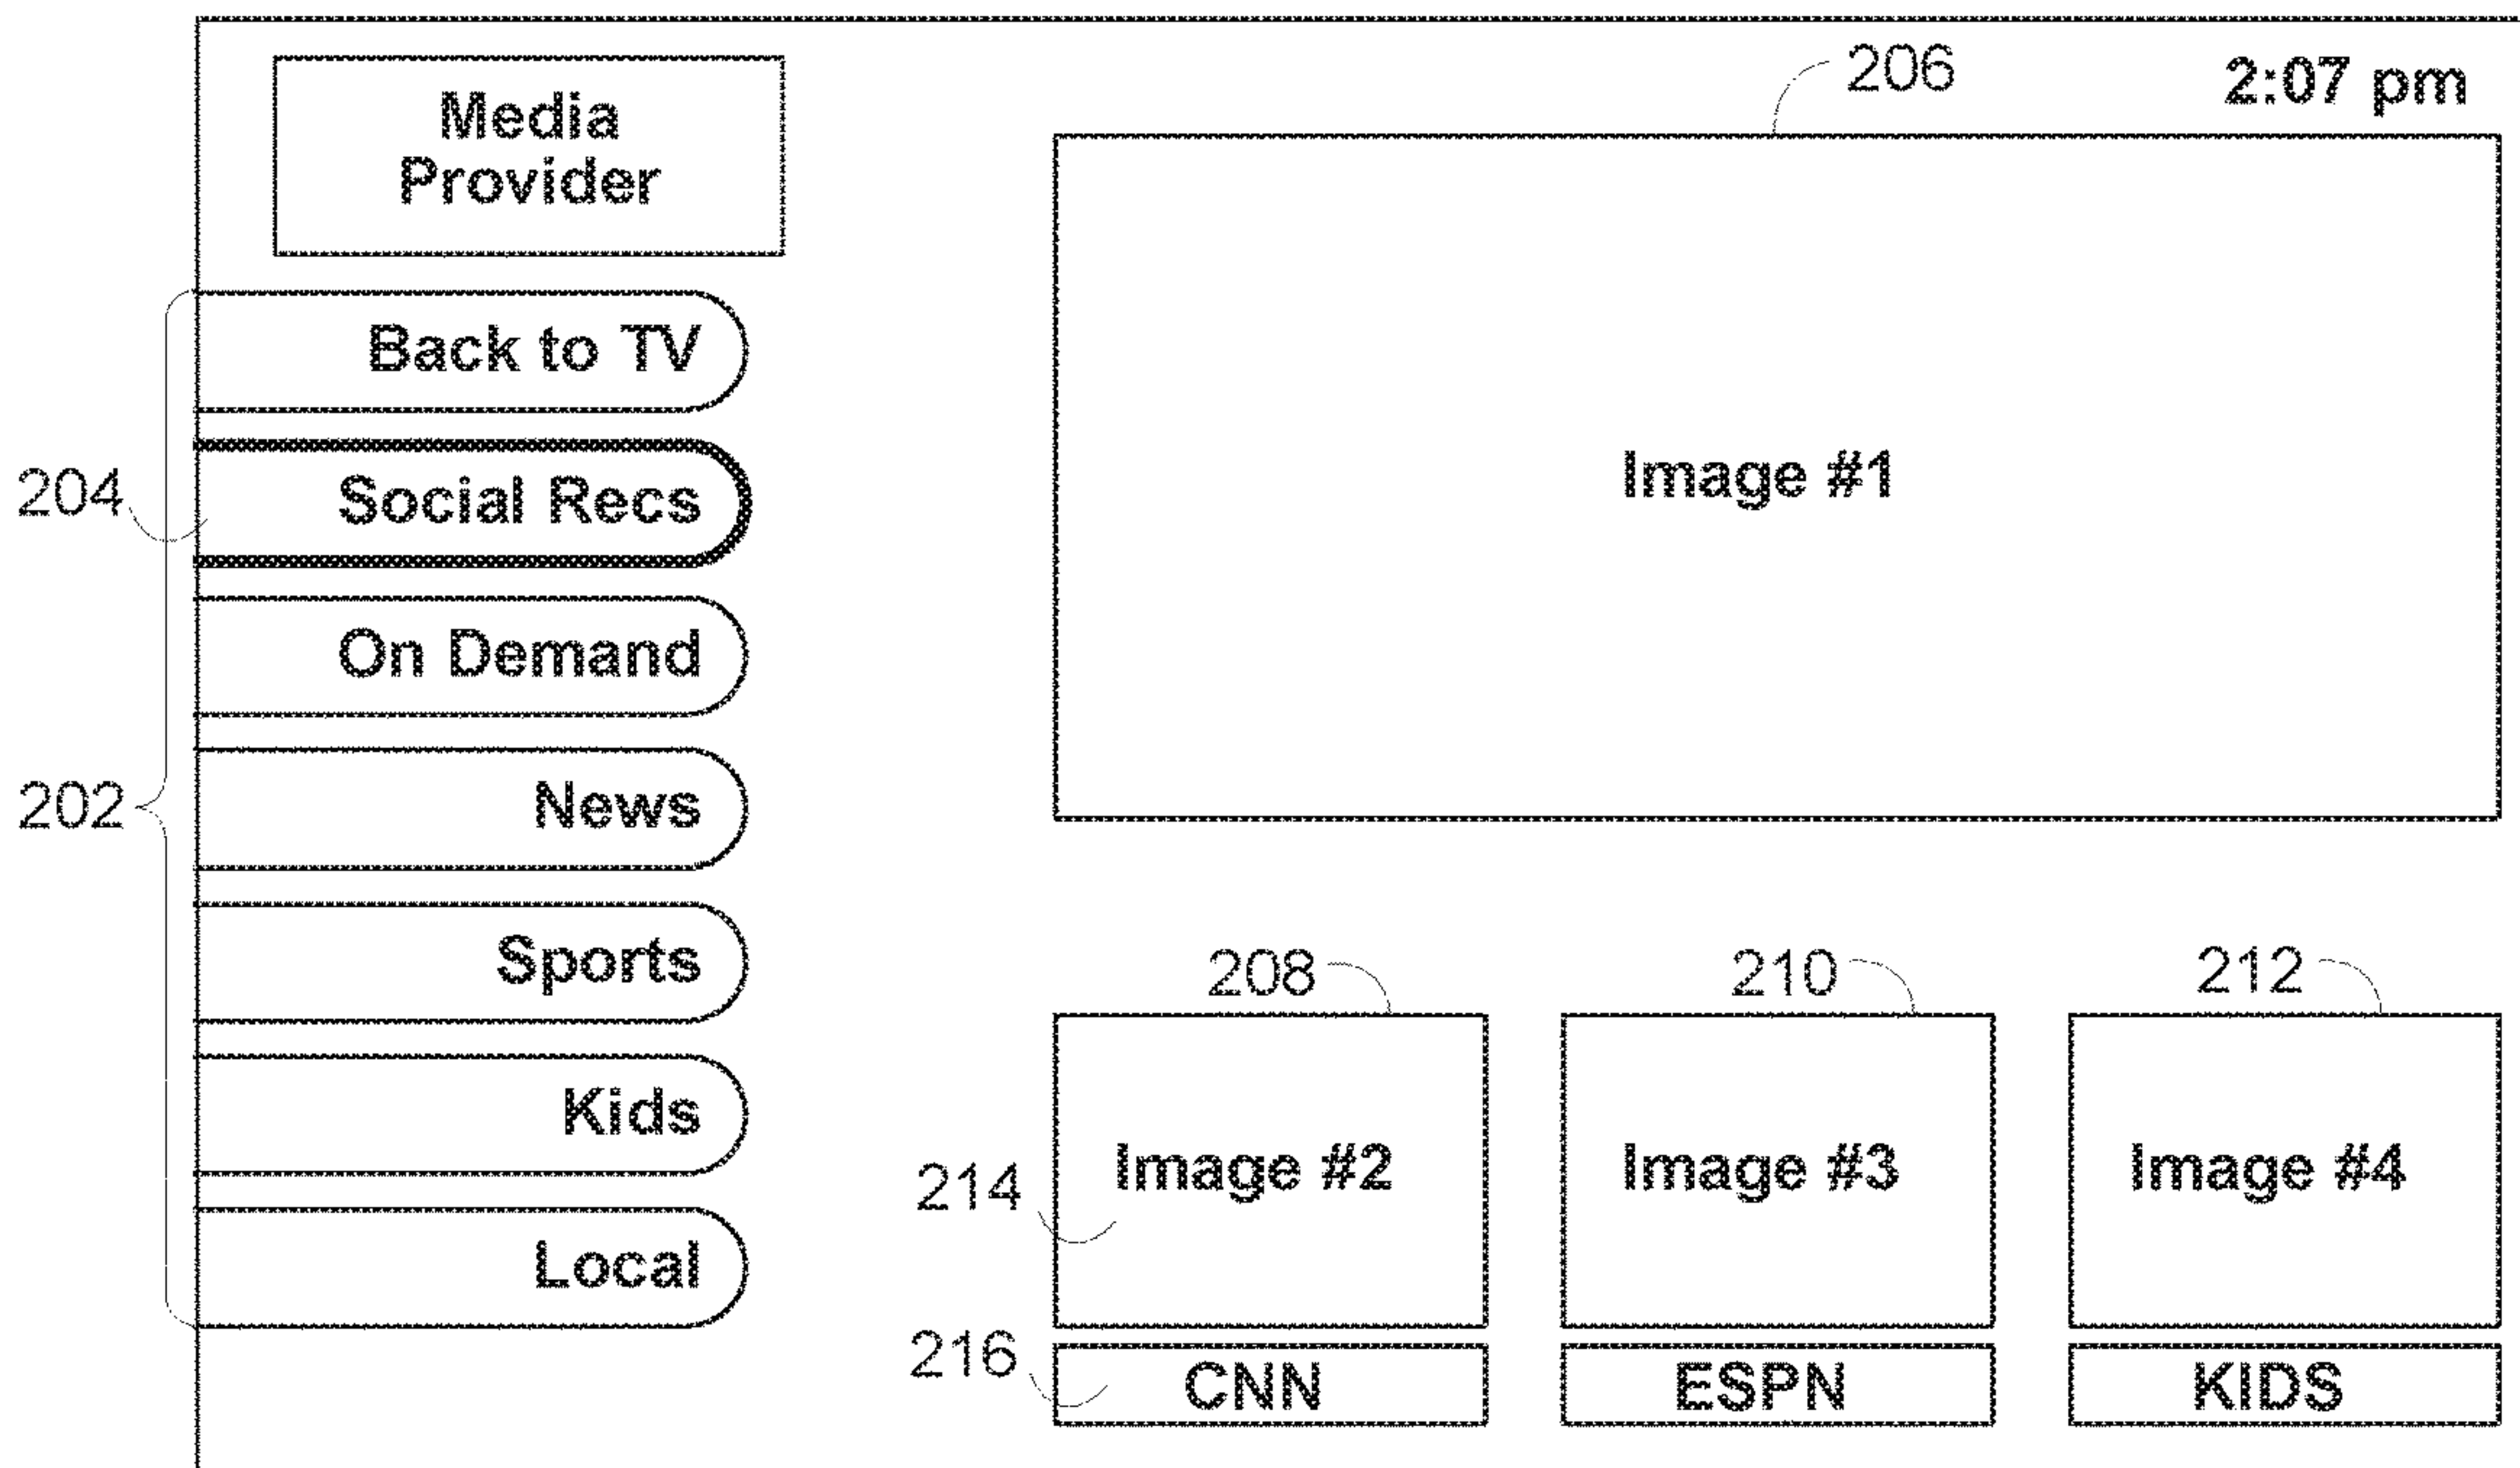 Media
Provider
206
2:07 pm
Back to TV
204
Social Recs
Image #1
On Demand
202
News
Sports
208
210
212
Kids
214
Image #2
Image #3
Image #4
Local
216
CNN
ESPN
KIDS